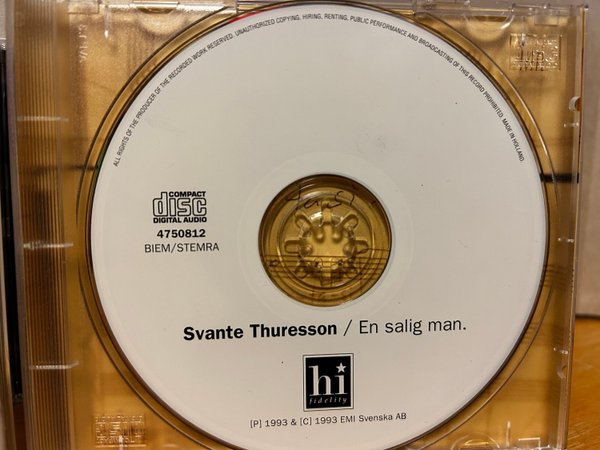 ALL RIGHTS OF THE PRODUCER OF THE RECORDED WORK RESERVED. UNAUTHORIZED COPYING, HIRING, RENTING, PUBLIC PERFORMANCE AND BROADCASTING OF THIS RECORD PROHIBITED. MADE IN HOLLAND.
COMPACT
disc
DIGITAL AUDIO
4750812
BIEM/STEMRA
Svante Thuresson / En salig man.
hi
fidelity
[P] 1993 & [C] 1993 EMI Svenska AB